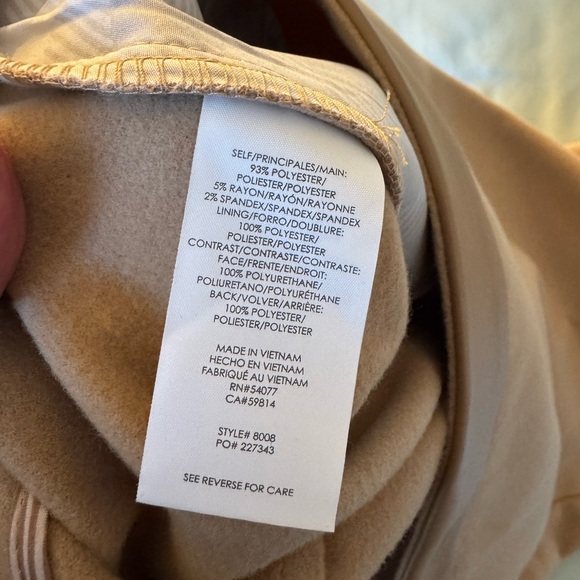 SELF/PRINCIPALES/MAIN:
93% POLYESTER/
POLIESTER/POLYESTER
5% RAYON/RAYÓN/RAYONNE
2% SPANDEX/SPANDEX/SPANDEX
LINING/FORRO/DOUBLURE:
100% POLYESTER/
POLIESTER/POLYESTER
CONTRAST/CONTRASTE/CONTRASTE:
FACE/FRENTE/ENDROIT:
100% POLYURETHANE/
POLIURETANO/POLYURÉTHANE
BACK/VOLVER/ARRIÈRE:
100% POLYESTER/
POLIESTER/POLYESTER
MADE IN VIETNAM
HECHO EN VIETNAM
FABRIQUÉ AU VIETNAM
RN#54077
CA#59814
STYLE# 8008
PO# 227343
SEE REVERSE FOR CARE